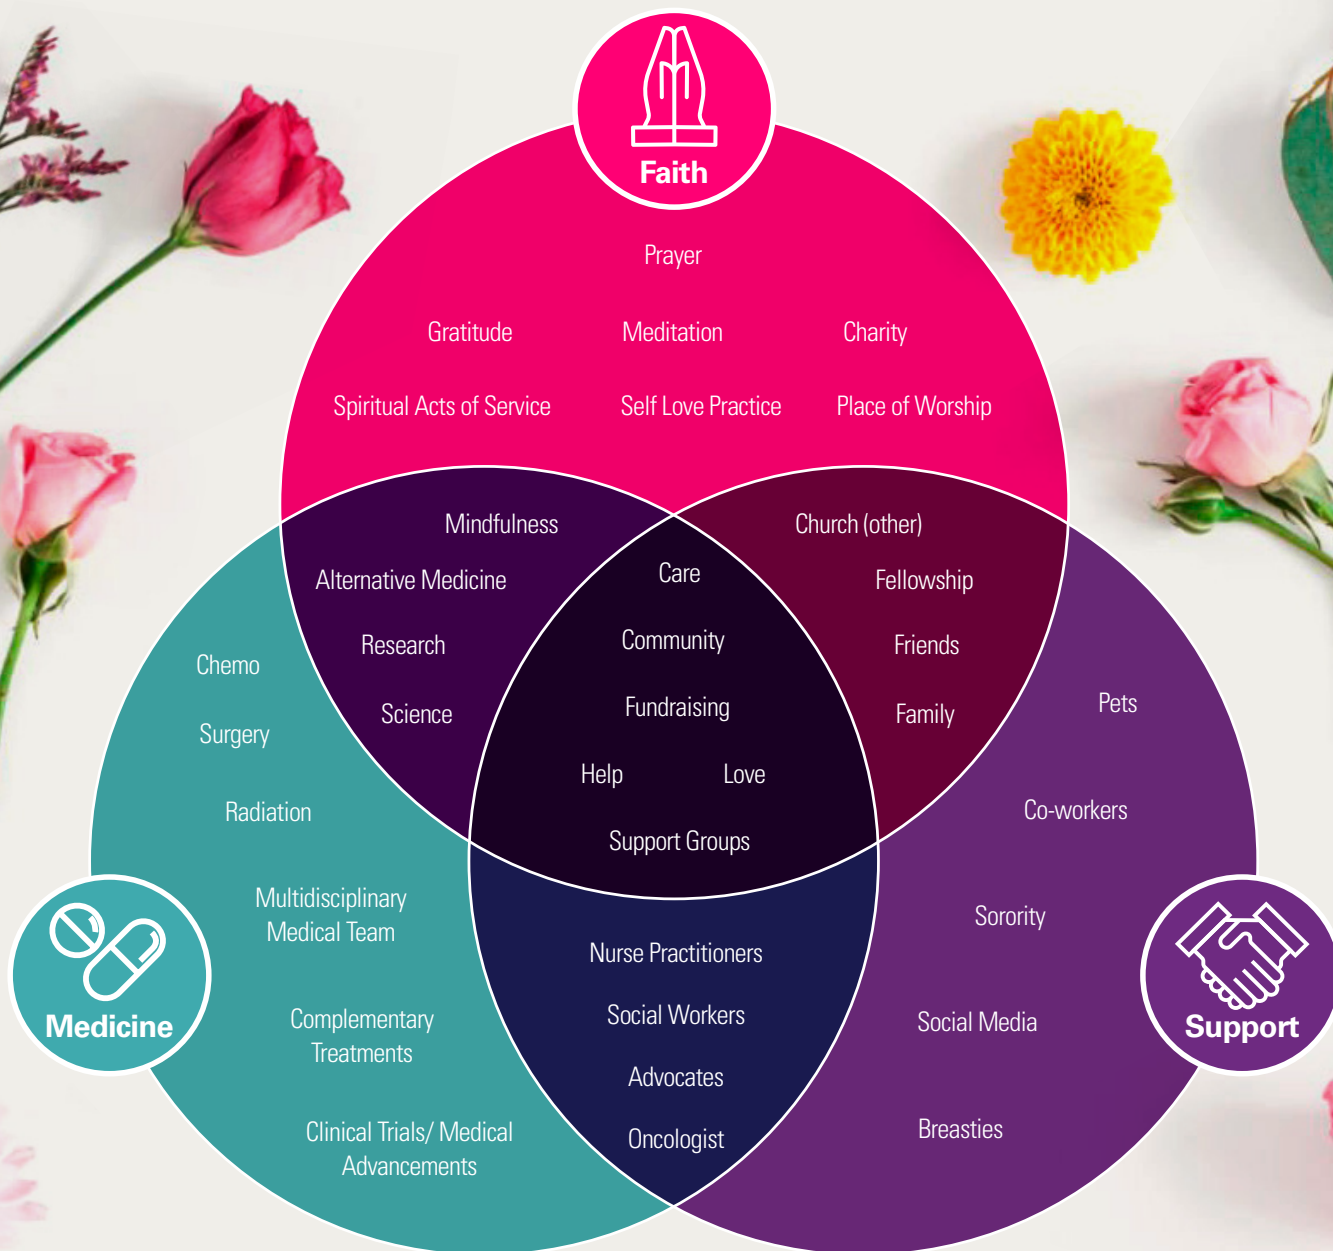 Faith
Prayer
Gratitude
Meditation
Charity
Spiritual Acts of Service
Self Love Practice
Place of Worship
Mindfulness
Alternative Medicine
Research
Science
Church (other)
Fellowship
Friends
Family
Care
Community
Fundraising
Help
Love
Support Groups
Chemo
Surgery
Radiation
Multidisciplinary
Medical Team
Complementary
Treatments
Clinical Trials/ Medical
Advancements
Medicine
Nurse Practitioners
Social Workers
Advocates
Oncologist
Pets
Co-workers
Sorority
Social Media
Breasties
Support